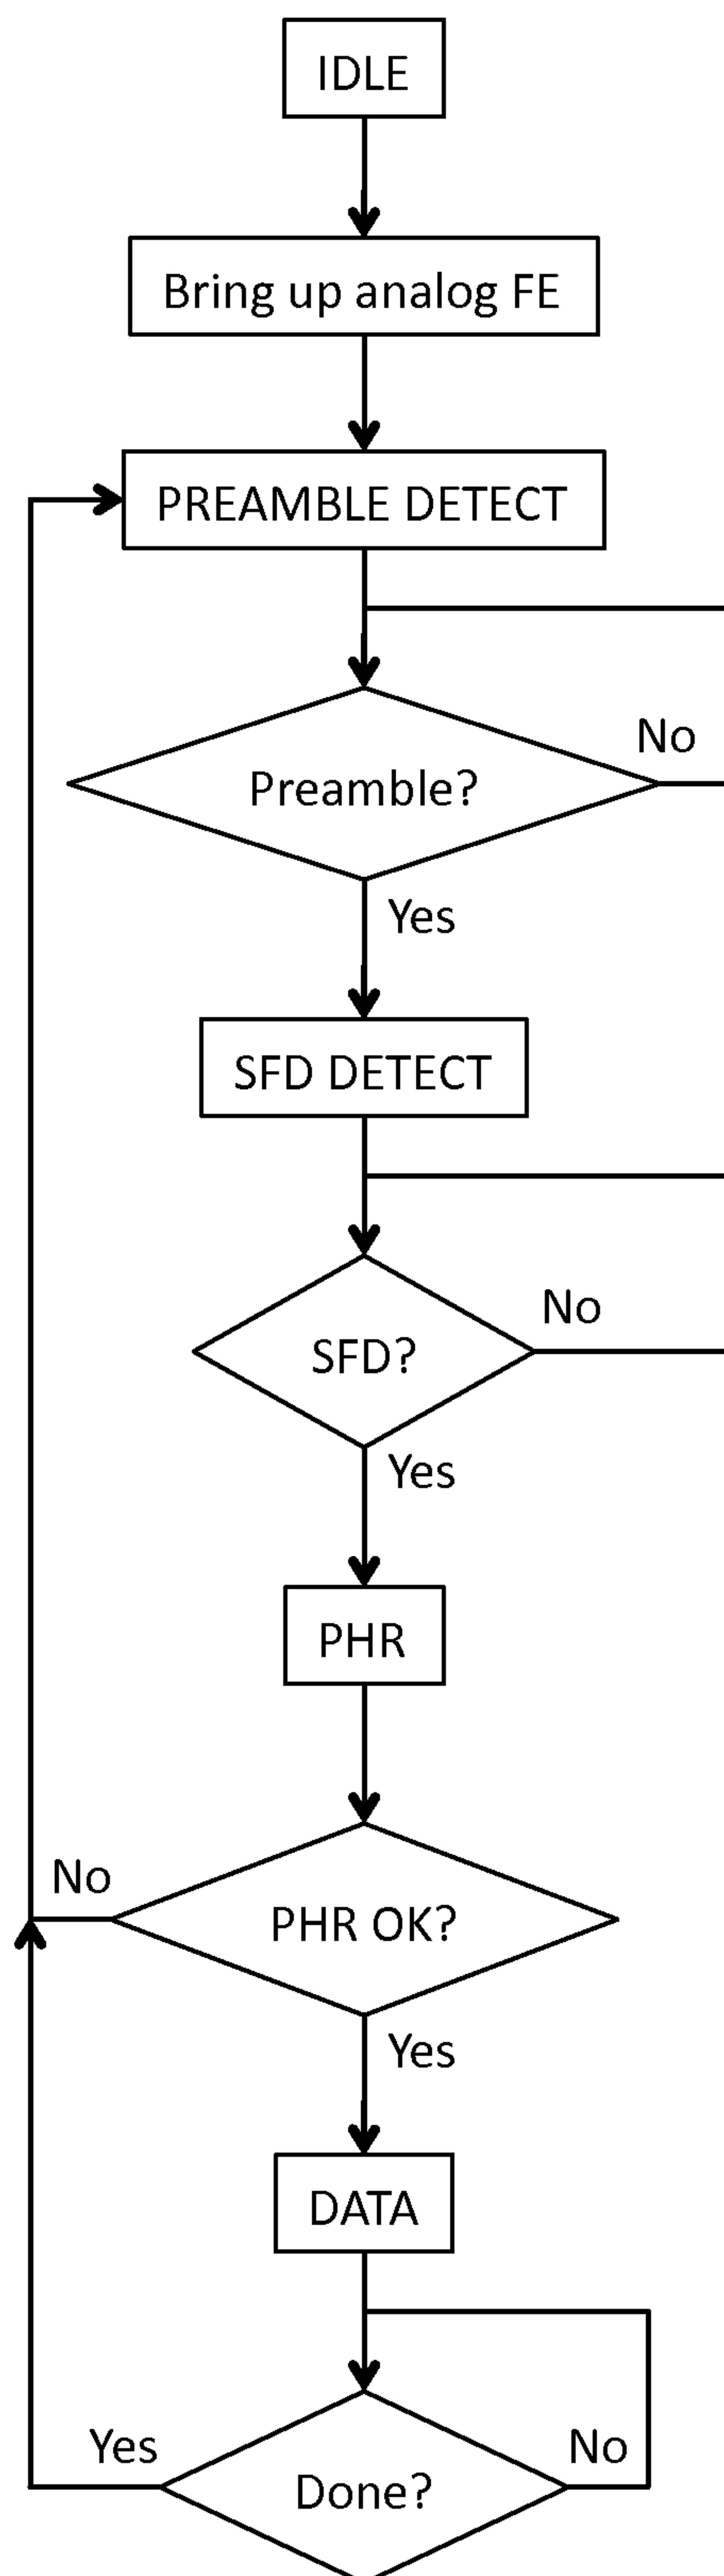 IDLE
Bring up analog FE
PREAMBLE DETECT
No
Preamble?
Yes
SFD DETECT
No
SFD?
Yes
PHR
No
PHR OK?
Yes
DATA
Yes
No
Done?